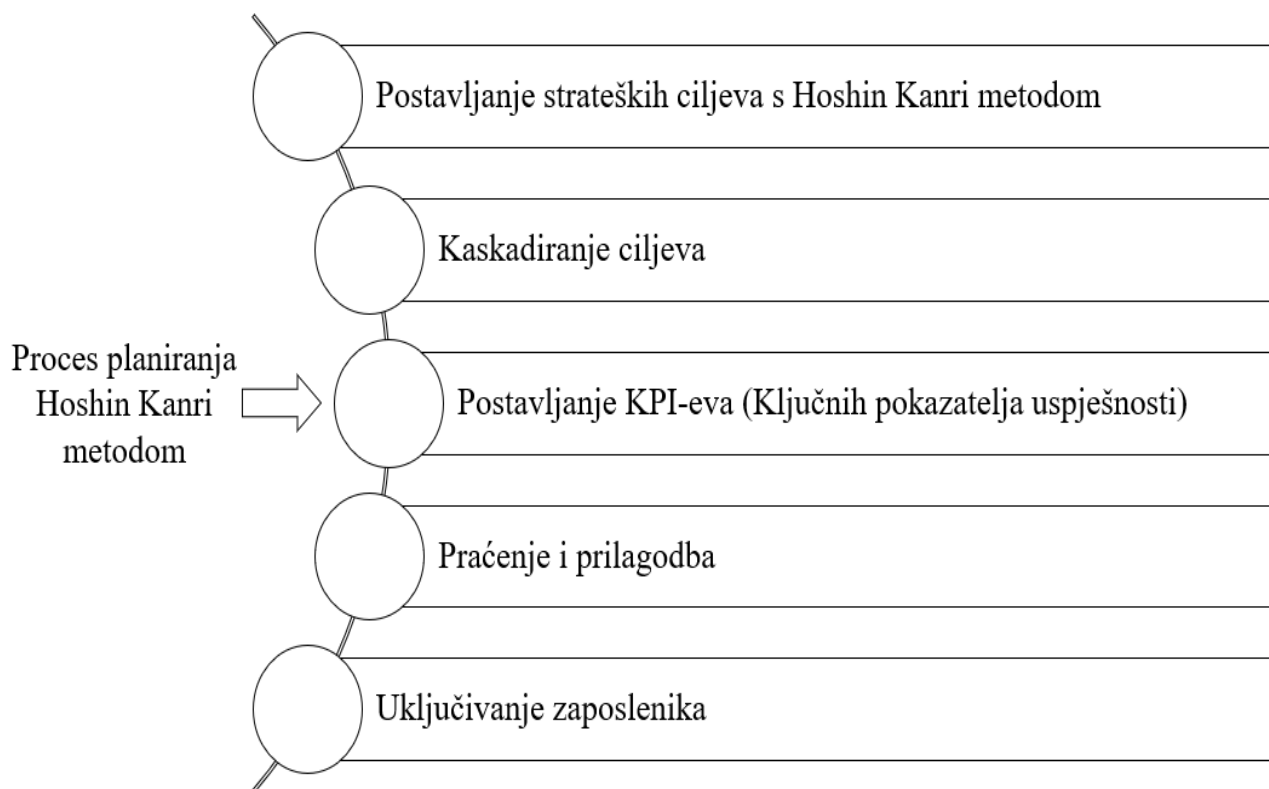 Postavljanje strateških ciljeva s Hoshin Kanri metodom
Kaskadiranje ciljeva
Proces planiranja
Hoshin Kanri
metodom
Postavljanje KPI-eva (Ključnih pokazatelja uspješnosti)
Praćenje i prilagodba
Uključivanje zaposlenika